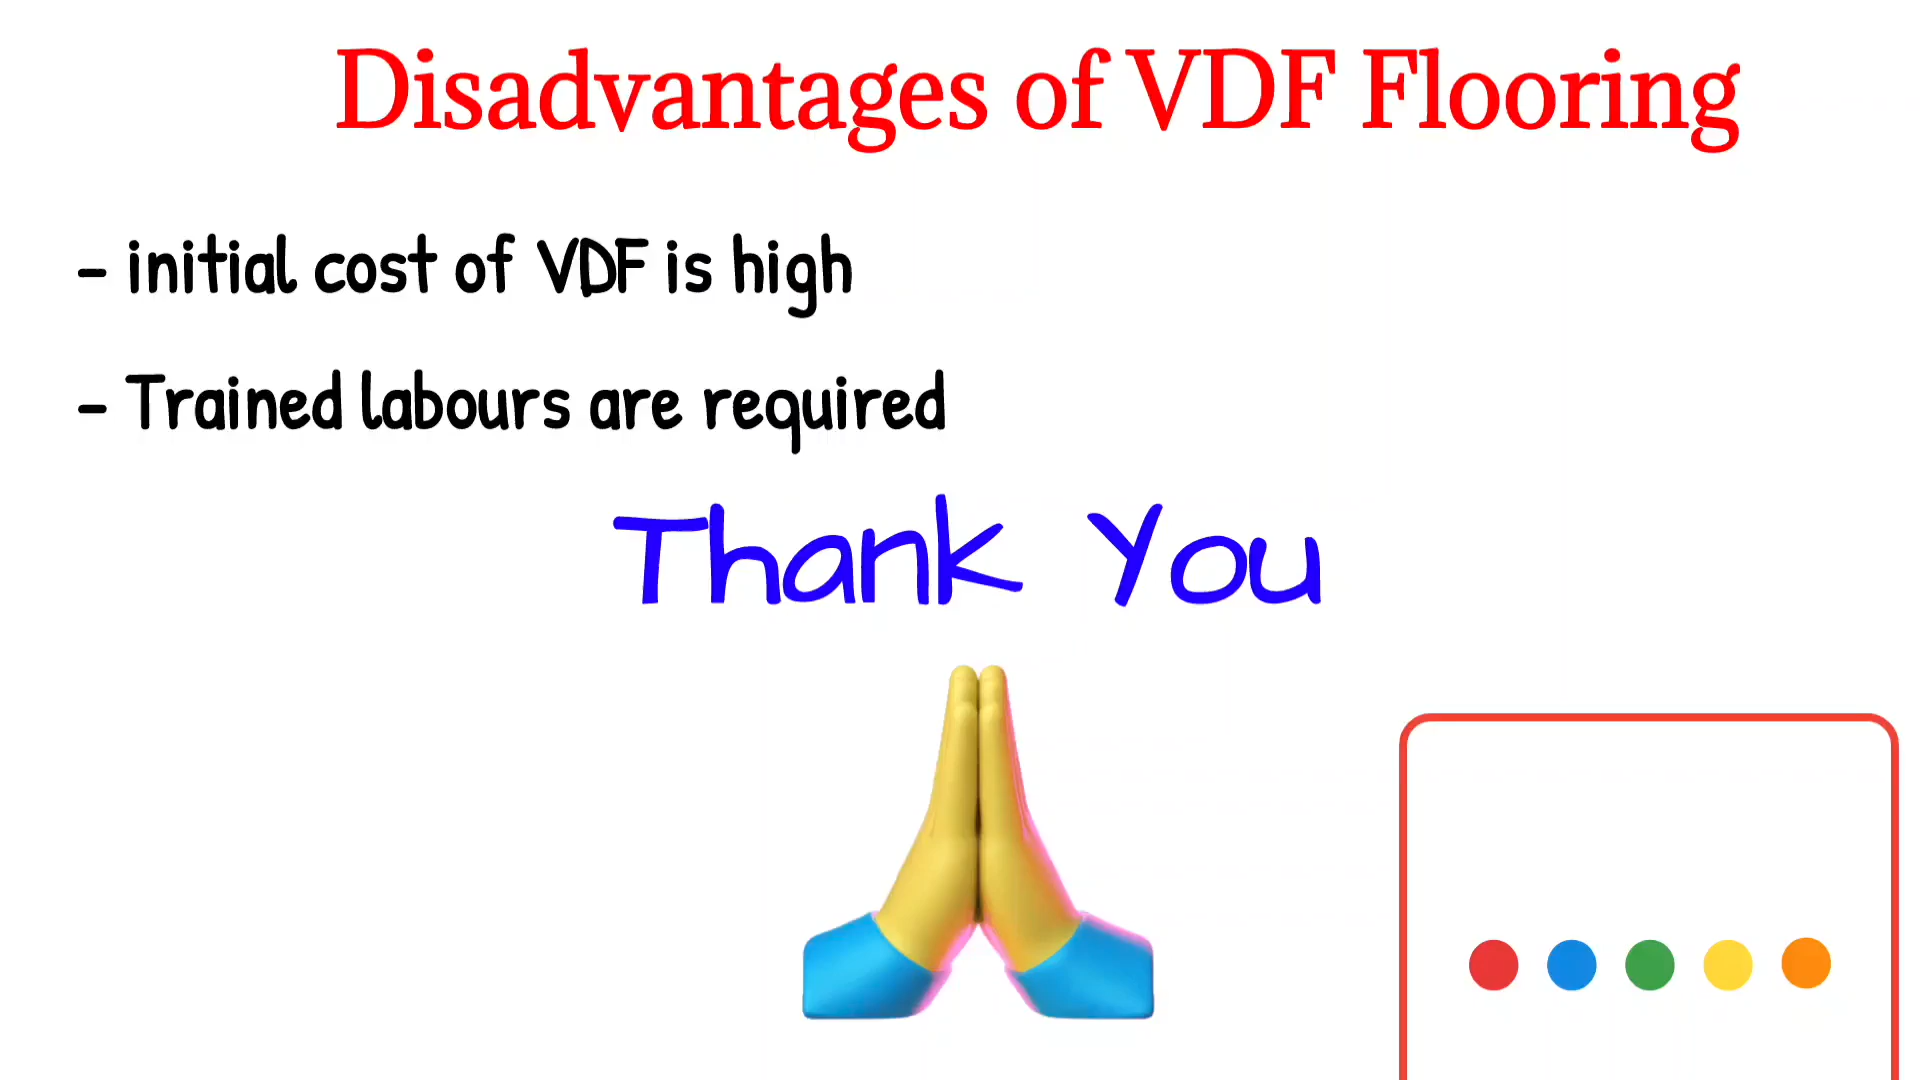 Disadvantages of VDF Flooring
- initial cost of VDF is high
- Trained labours are required
Thank You